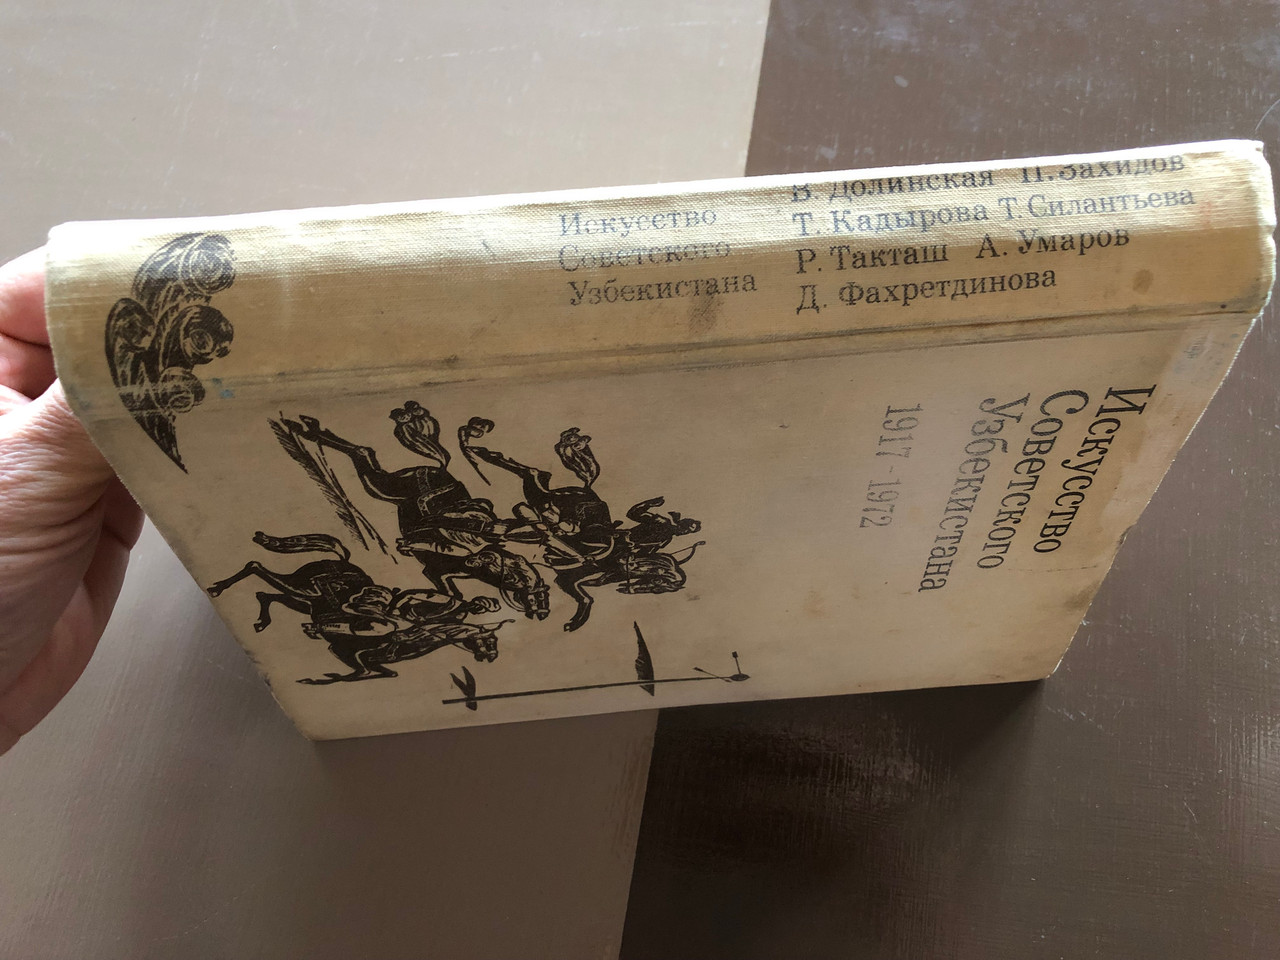 В. Долинская П. Захидов
Т. Кадырова Т. Силантьева
Р. Такташ А. Умаров
Д. Фахретдинова
Искусство
Советского
Узбекистана
Искусство
Советского
Узбекистана
1917-1972